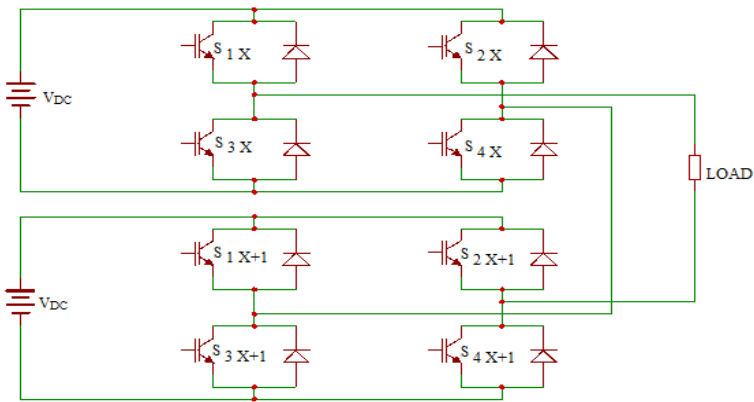 S 1 X
S 2 X
VDC
S 3 X
S 4 X
LOAD
S 1 X+1
S 2 X+1
VDC
S 3 X+1
S 4 X+1